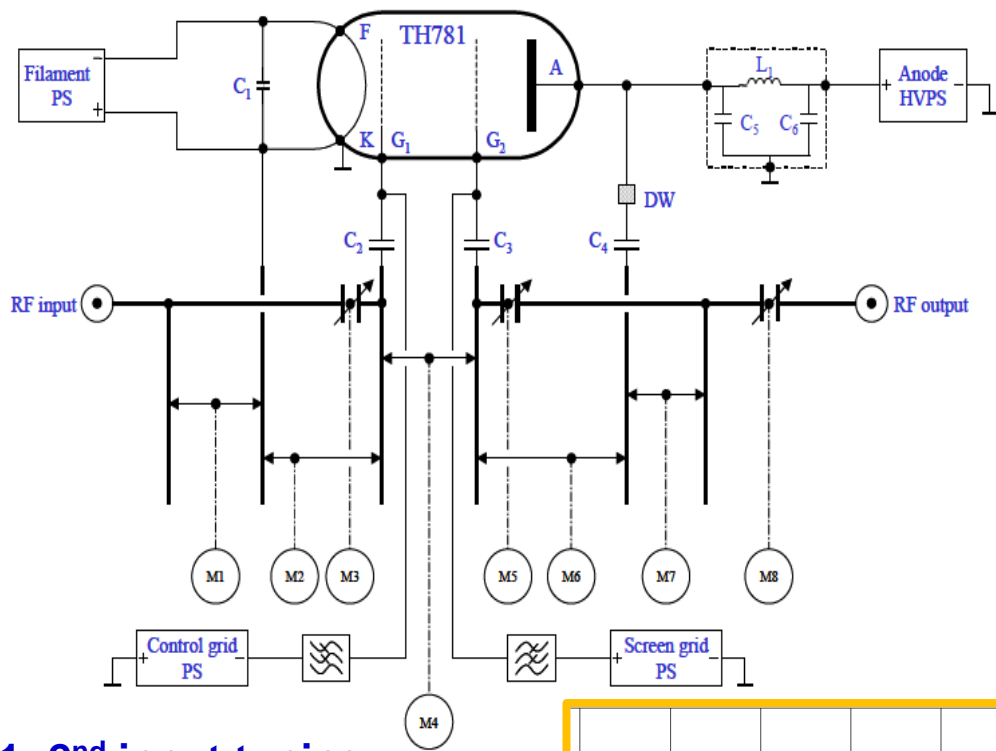 TH781
F
A
K
G₁
G₂
Filament
PS
-
+
C₁
L₁
C₅
C₆
+
-
Anode
HVPS
DW
C₂
C₃
C₄
RF input
RF output
M1
M2
M3
M5
M6
M7
M8
+
Control grid
PS
-
+
Screen grid
PS
-
M4